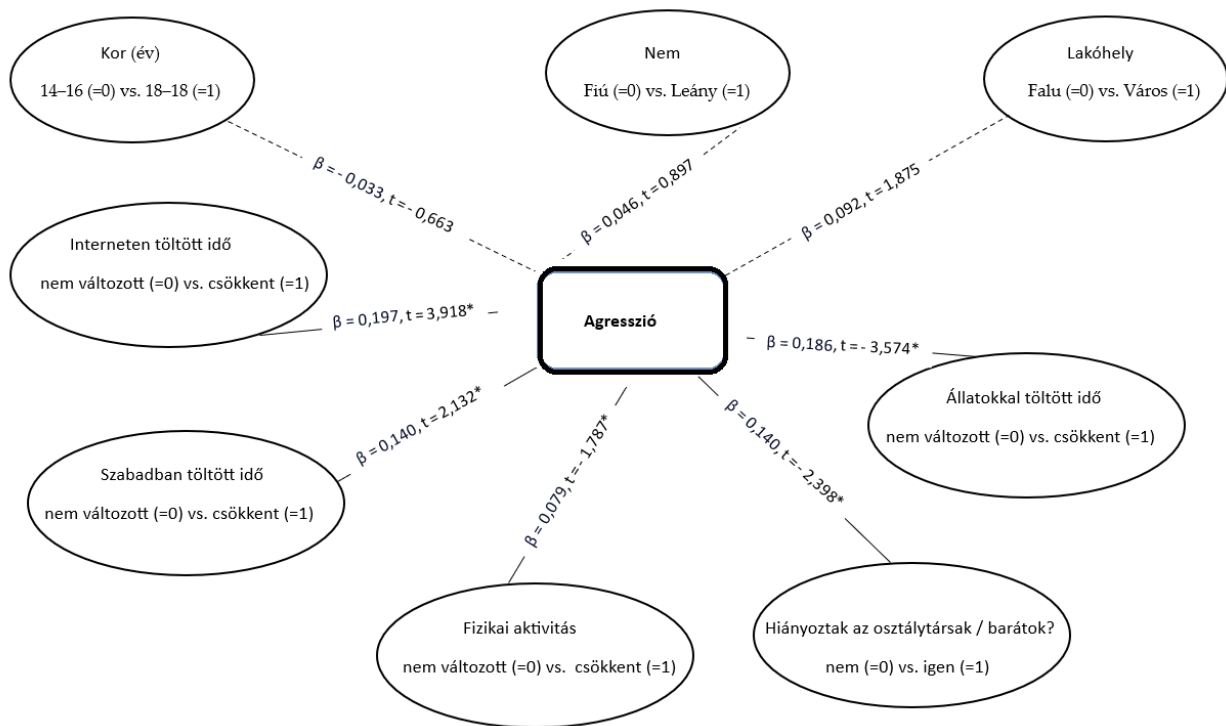 Kor (év)
14–16 (=0) vs. 18–18 (=1)
Nem
Fiú (=0) vs. Leány (=1)
Lakóhely
Falu (=0) vs. Város (=1)
β = - 0,033, t = - 0,663
β = 0,046, t = 0,897
β = 0,092, t = 1,875
Interneten töltött idő
nem változott (=0) vs. csökkent (=1)
β = 0,197, t = 3,918*
Agresszió
β = 0,186, t = - 3,574*
Állatokkal töltött idő
nem változott (=0) vs. csökkent (=1)
β = 0,140, t = 2,132*
Szabadban töltött idő
nem változott (=0) vs. csökkent (=1)
β = 0,079, t = - 1,787*
β = 0,140, t = - 2,398*
Fizikai aktivitás
nem változott (=0) vs. csökkent (=1)
Hiányoztak az osztálytársak / barátok?
nem (=0) vs. igen (=1)